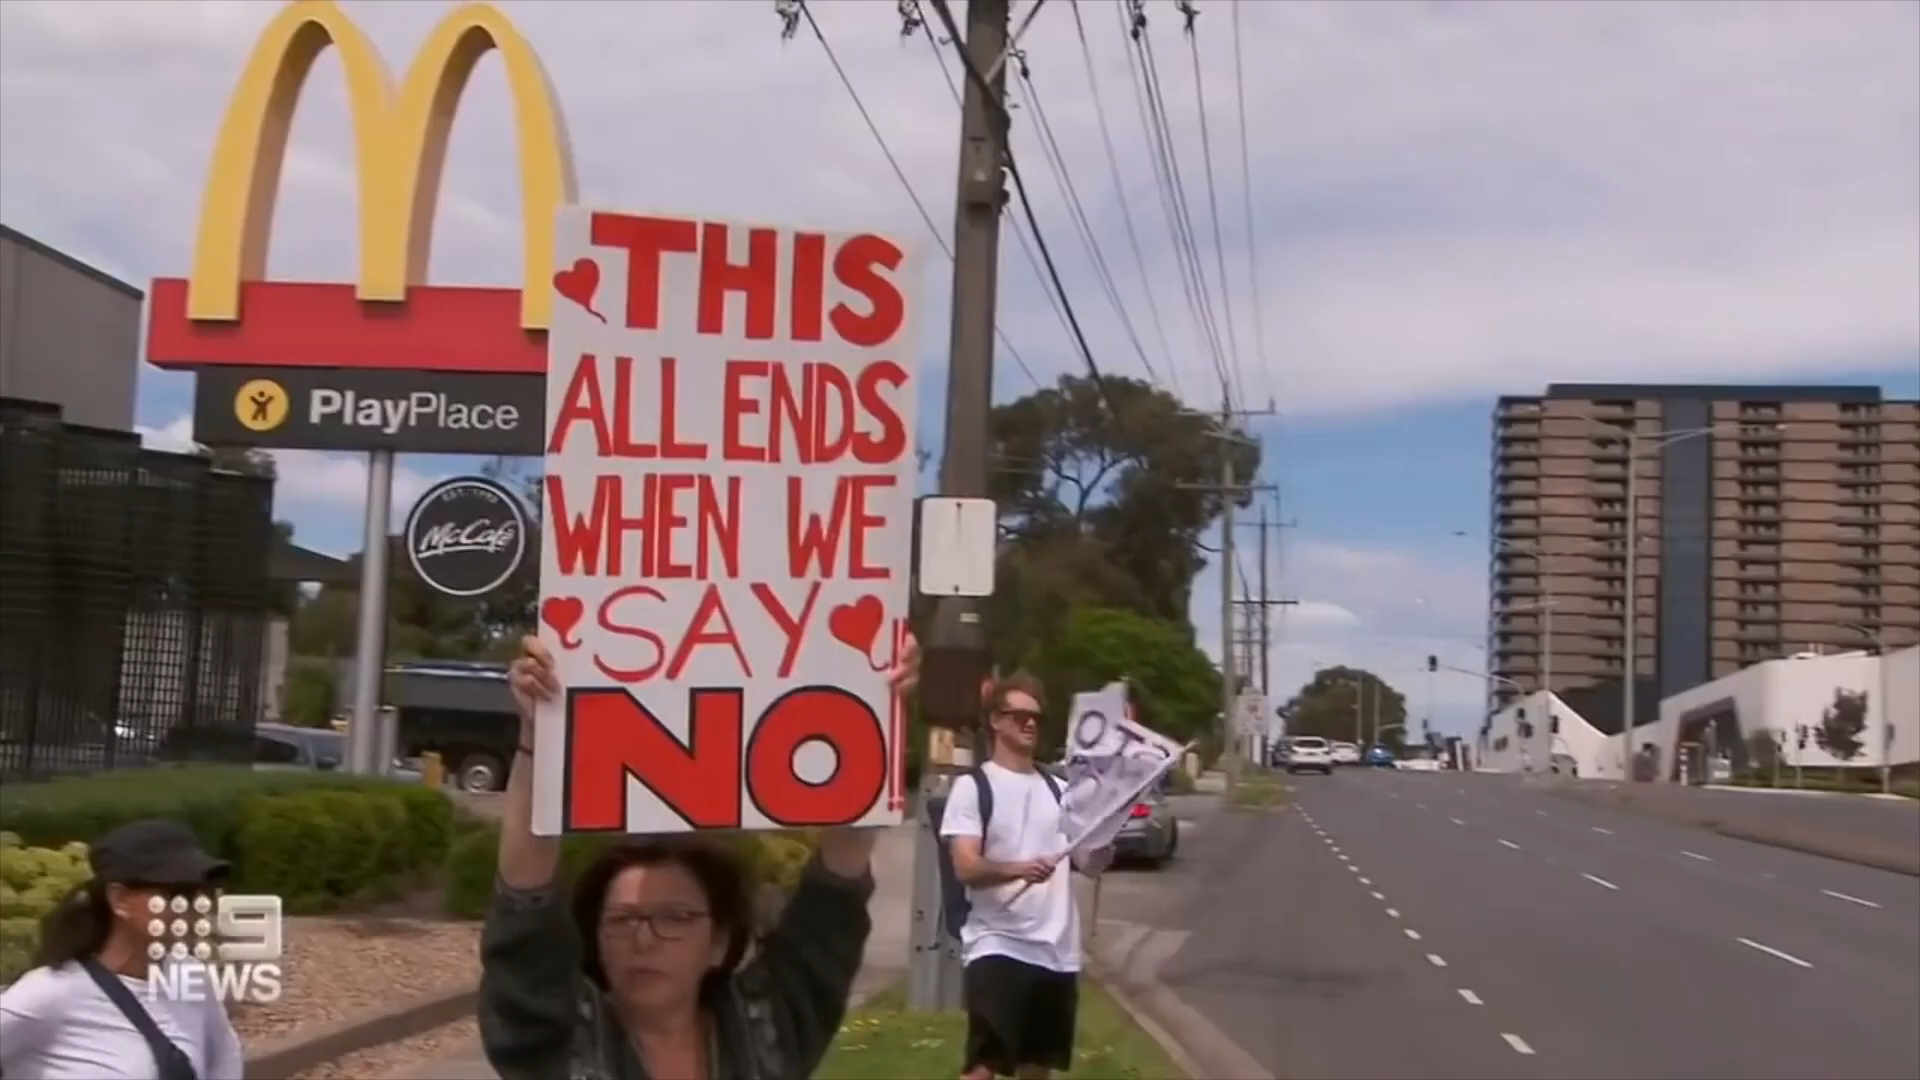 THIS
ALL ENDS
WHEN WE
SAY
NO!!
PlayPlace
McCafé
9
NEWS